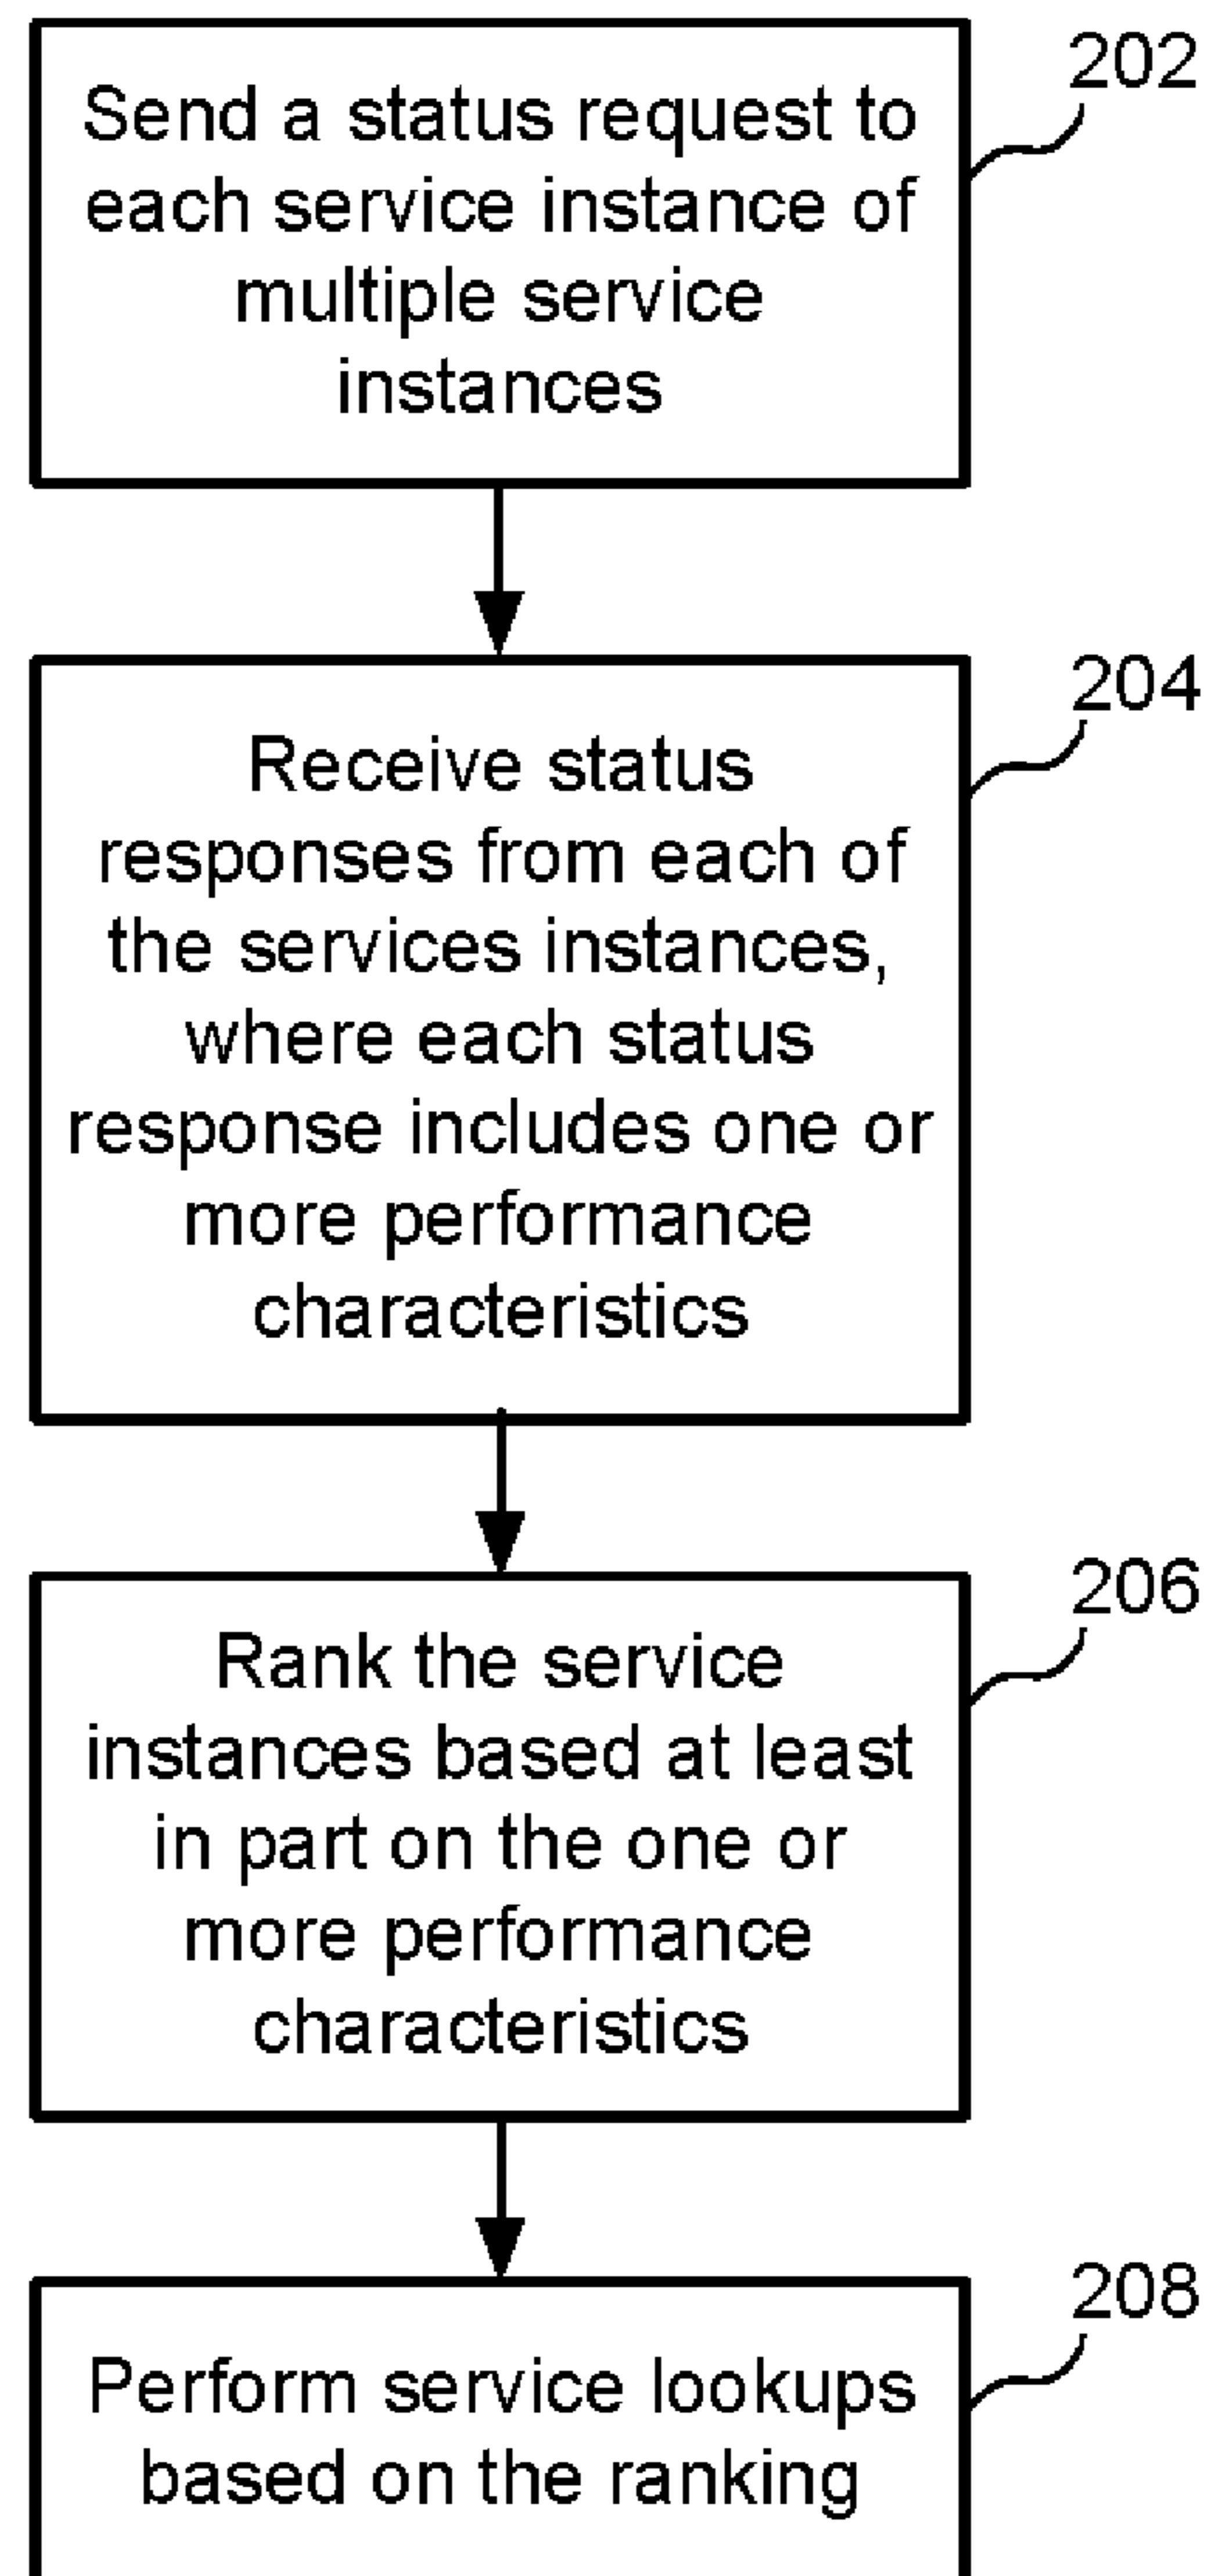 Send a status request to
each service instance of
multiple service
instances
202
Receive status
responses from each of
the services instances,
where each status
response includes one or
more performance
characteristics
204
Rank the service
instances based at least
in part on the one or
more performance
characteristics
206
Perform service lookups
based on the ranking
208